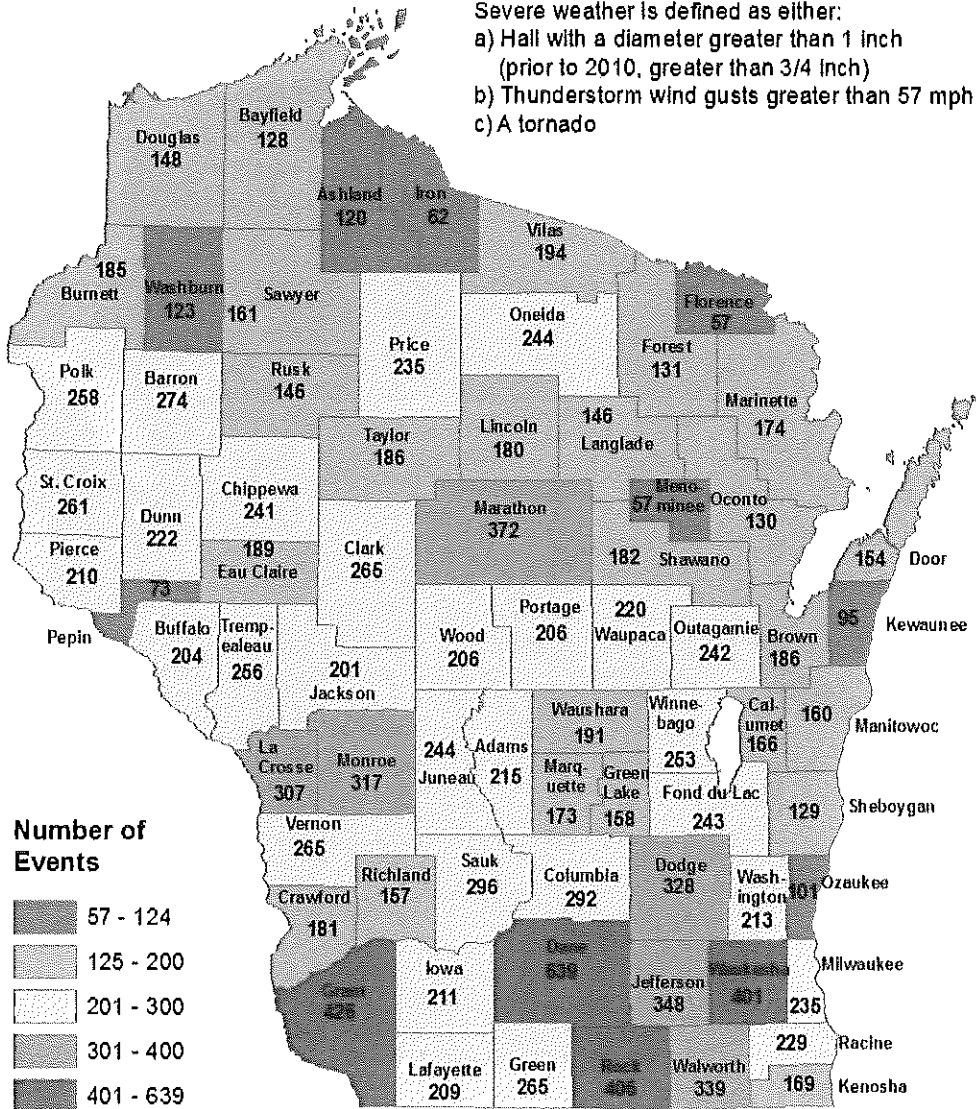 Severe weather is defined as either:
a) Hail with a diameter greater than 1 inch
(prior to 2010, greater than 3/4 inch)
b) Thunderstorm wind gusts greater than 57 mph
c) A tornado
Douglas
148
Bayfield
128
Ashland
120
Iron
62
Vilas
194
185
Burnett
Washburn
123
Sawyer
161
Price
235
Oneida
244
Florence
57
Forest
131
Marinette
174
Polk
258
Barron
274
Rusk
146
Taylor
186
Lincoln
180
146
Langlade
St. Croix
261
Dunn
222
Chippewa
241
Marathon
372
Meno-
57 minee
Oconto
130
Pierce
210
189
Eau Claire
Clark
265
182 Shawano
154
Door
73
Pepin
Buffalo
204
Tremp-
ealeau
256
201
Jackson
Wood
206
Portage
206
220
Waupaca
Outagamie
242
Brown
186
95
Kewaunee
La
Crosse
307
Monroe
317
244
Juneau
Adams
215
Waushara
191
Winne-
bago
253
Cal-
umet
166
160
Manitowoc
Marq-
uette
173
Green
Lake
158
Fond du Lac
243
129
Sheboygan
Vernon
265
Richland
157
Sauk
296
Columbia
292
Dodge
328
Wash-
ington
213
101
Ozaukee
Crawford
181
Grant
426
Iowa
211
Dane
639
Jefferson
348
Waukesha
401
Milwaukee
235
Lafayette
209
Green
265
Rock
Walworth
339
229
Racine
169
Kenosha
Number of
Events
57 - 124
125 - 200
201 - 300
301 - 400
401 - 639